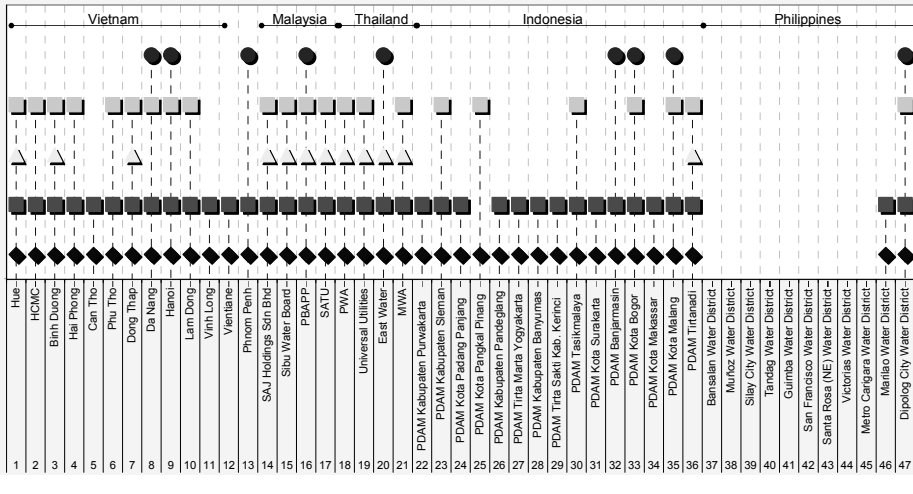 Vietnam Malaysia Thailand Indonesia Philippines
Hue
HCMC
Binh Duong
Hai Phong
Can Tho
Phu Tho
Dong Thap
Da Nang
Hanoi
Lam Dong
Vinh Long
Vientiane
Phnom Penh
SAJ Holdings Sdn Bhd
Sibu Water Board
PBAPP
SATU
PWA
Universal Utilities
East Water
MWA
PDAM Kabupaten Purwakarta
PDAM Kabupaten Sleman
PDAM Kota Padang Panjang
PDAM Kota Pangkal Pinang
PDAM Kabupaten Pandeglang
PDAM Tirta Marta Yogyakarta
PDAM Kabupaten Banyumas
PDAM Tirta Sakti Kab. Kerinci
PDAM Tasikmalaya
PDAM Kota Surakarta
PDAM Banjarmasin
PDAM Kota Bogor
PDAM Kota Makassar
PDAM Kota Malang
PDAM Tirtanadi
Bansalan Water District
Muñoz Water District
Silay City Water District
Tandag Water District
Guimba Water District
San Francisco Water District
Santa Rosa (NE) Water District
Victorias Water District
Metro Carigara Water District
Marilao Water District
Dipolog City Water District
1 2 3 4 5 6 7 8 9 10 11 12 13 14 15 16 17 18 19 20 21 22 23 24 25 26 27 28 29 30 31 32 33 34 35 36 37 38 39 40 41 42 43 44 45 46 47